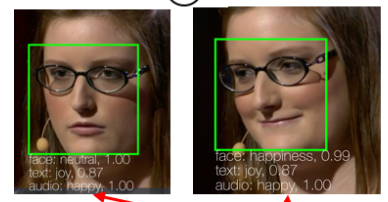 face: neutral, 1.00
text: joy, 0.87
audio: happy, 1.00
face: happiness, 0.99
text: joy, 0.87
audio: happy, 1.00